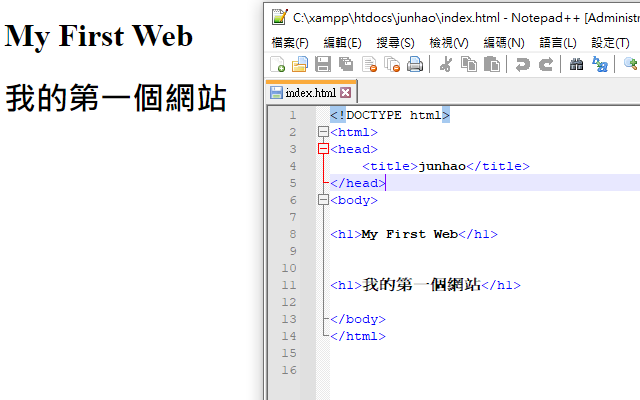 My First Web
我的第一個網站
C:\xampp\htdocs\junhao\index.html - Notepad++ [Administ
檔案(F) 編輯(E) 搜尋(S) 檢視(V) 編碼(N) 語言(L) 設定(T)
index.html
1 <!DOCTYPE html>
2 <html>
3 <head>
4 <title>junhao</title>
5 </head>
6 <body>
7
8 <h1>My First Web</h1>
9
10
11 <h1>我的第一個網站</h1>
12
13 </body>
14 </html>
15
16